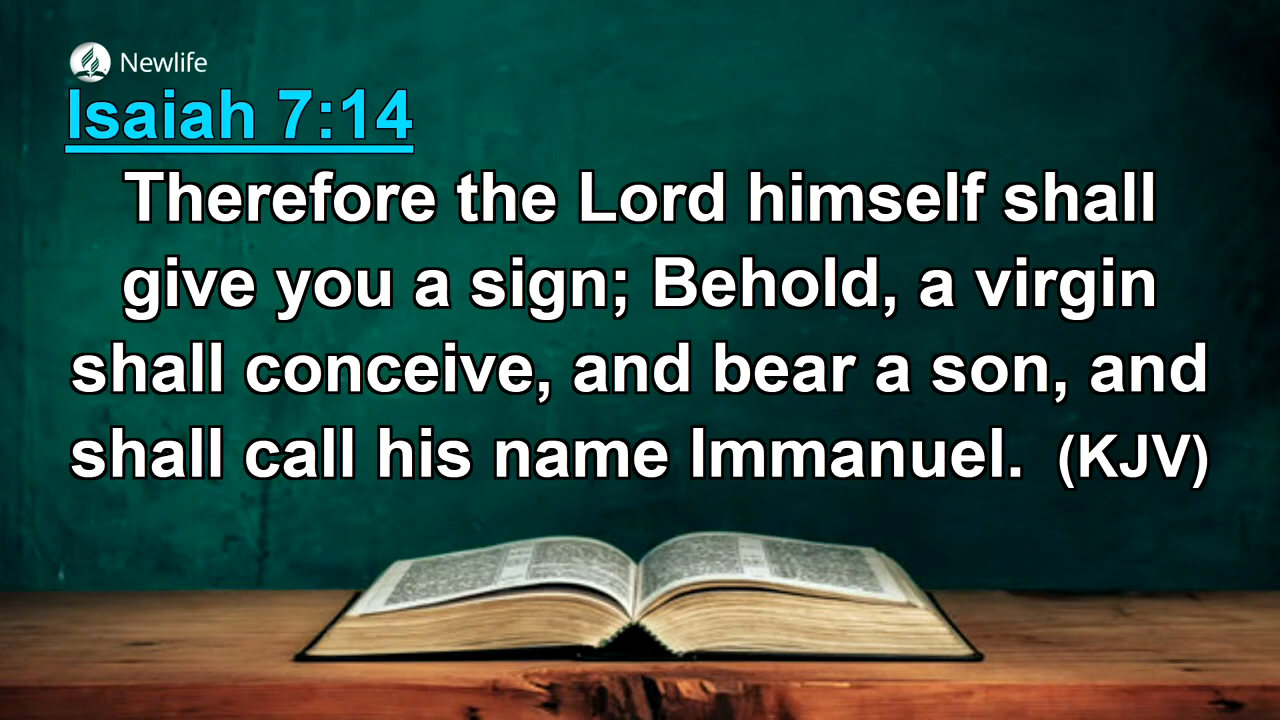 Newlife
Isaiah 7:14
Therefore the Lord himself shall
give you a sign; Behold, a virgin
shall conceive, and bear a son, and
shall call his name Immanuel. (KJV)